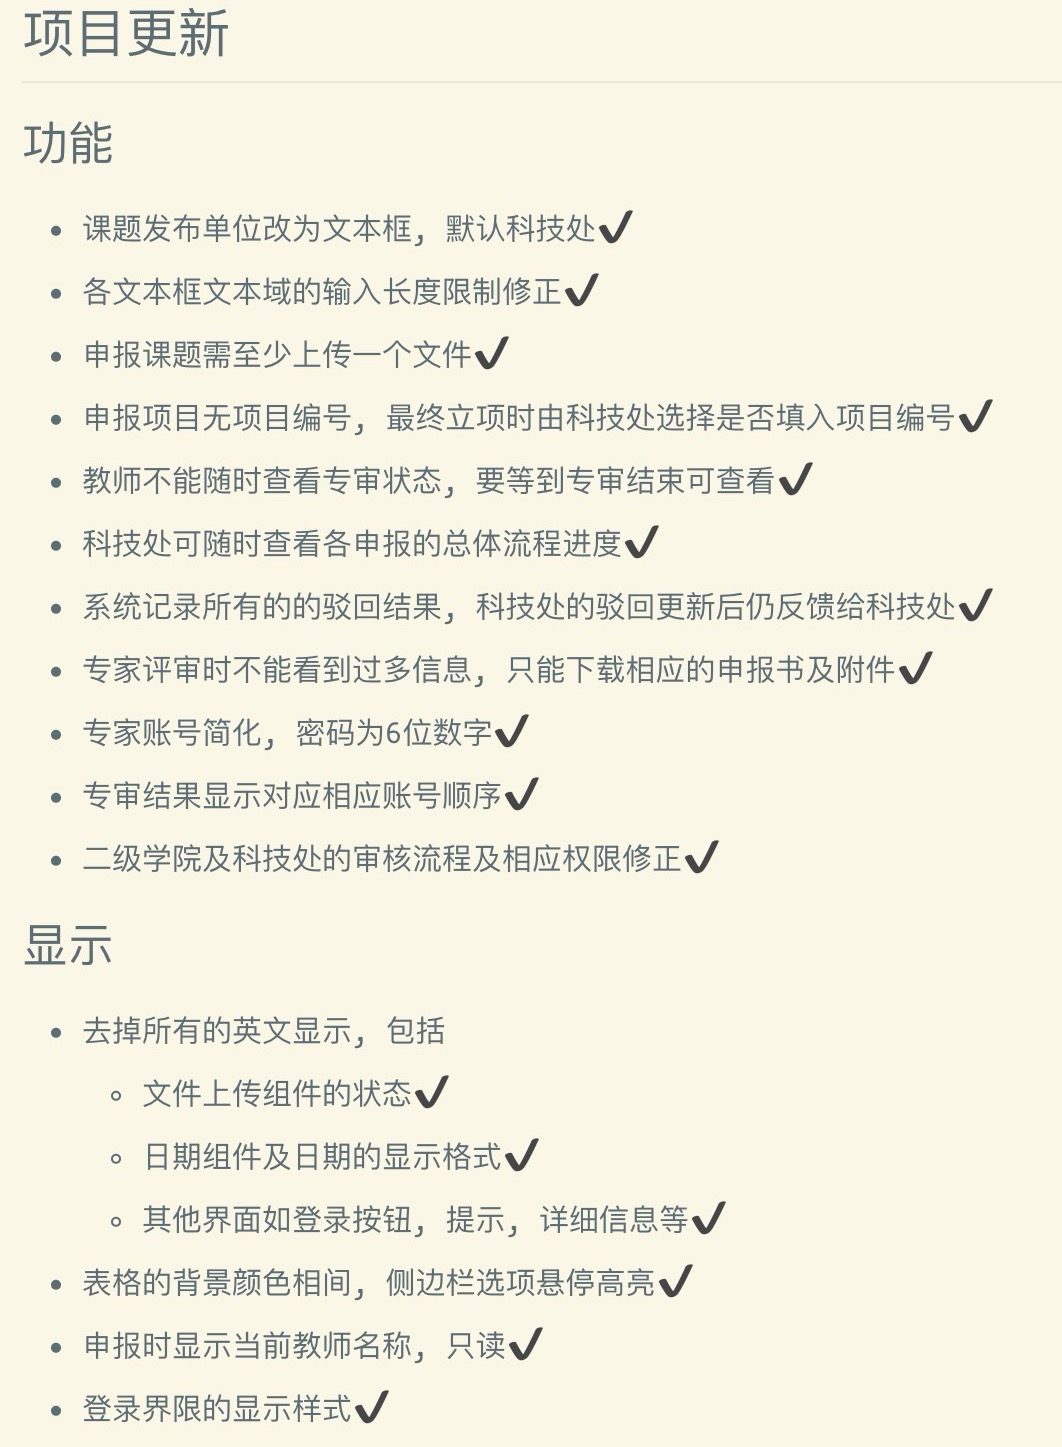 项目更新
功能
• 课题发布单位改为文本框，默认科技处✔
• 各文本框文本域的输入长度限制修正✔
• 申报课题需至少上传一个文件✔
• 申报项目无项目编号，最终立项时由科技处选择是否填入项目编号✔
• 教师不能随时查看专审状态，要等到专审结束可查看✔
• 科技处可随时查看各申报的总体流程进度✔
• 系统记录所有的的驳回结果，科技处的驳回更新后仍反馈给科技处✔
• 专家评审时不能看到过多信息，只能下载相应的申报书及附件✔
• 专家账号简化，密码为6位数字✔
• 专审结果显示对应相应账号顺序✔
• 二级学院及科技处的审核流程及相应权限修正✔
显示
• 去掉所有的英文显示，包括
◦ 文件上传组件的状态✔
◦ 日期组件及日期的显示格式✔
◦ 其他界面如登录按钮，提示，详细信息等✔
• 表格的背景颜色相间，侧边栏选项悬停高亮✔
• 申报时显示当前教师名称，只读✔
• 登录界限的显示样式✔